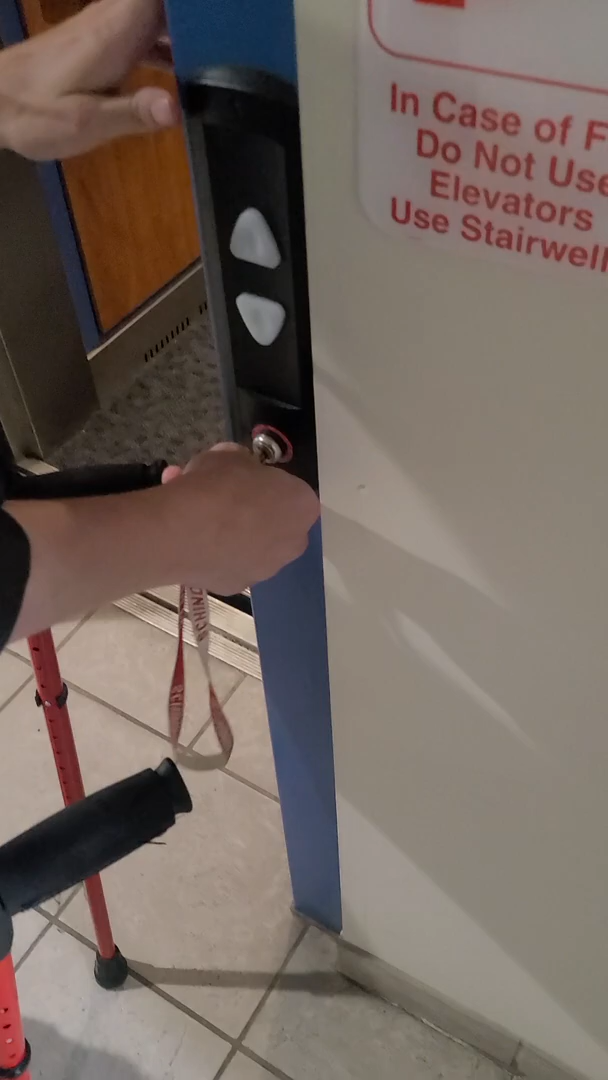 In Case of F
Do Not Use
Elevators
Use Stairwell